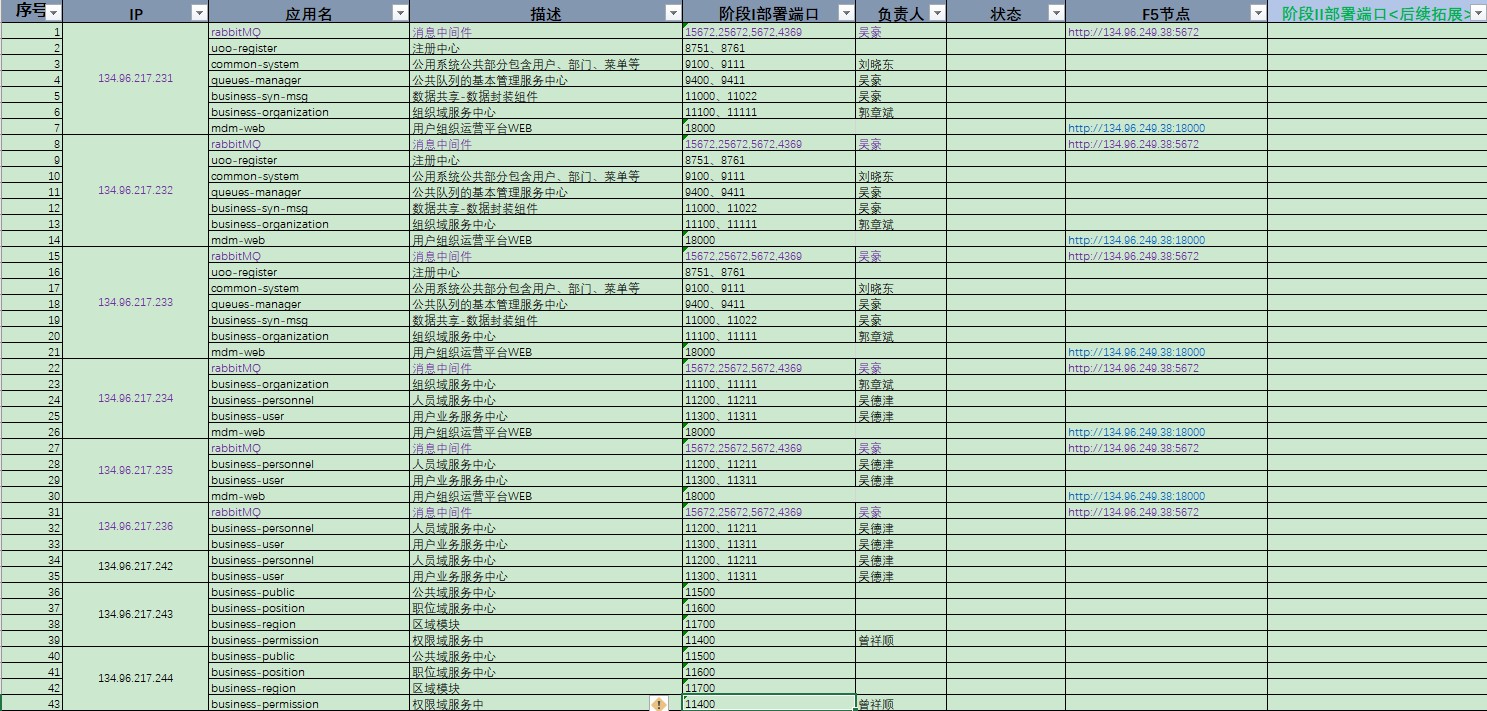 序号 IP 应用名 描述 阶段I部署端口 负责人 状态 F5节点 阶段II部署端口<后续拓展>
1 134.96.217.231 rabbitMQ 消息中间件 15672,25672,5672,4369 吴豪 http://134.96.249.38:5672
2 uoo-register 注册中心 8751、8761
3 common-system 公用系统公共部分包含用户、部门、菜单等 9100、9111 刘晓东
4 queues-manager 公共队列的基本管理服务中心 9400、9411 吴豪
5 business-syn-msg 数据共享-数据封装组件 11000、11022 吴豪
6 business-organization 组织域服务中心 11100、11111 郭章斌
7 mdm-web 用户组织运营平台WEB 18000 http://134.96.249.38:18000
8 134.96.217.232 rabbitMQ 消息中间件 15672,25672,5672,4369 吴豪 http://134.96.249.38:5672
9 uoo-register 注册中心 8751、8761
10 common-system 公用系统公共部分包含用户、部门、菜单等 9100、9111 刘晓东
11 queues-manager 公共队列的基本管理服务中心 9400、9411 吴豪
12 business-syn-msg 数据共享-数据封装组件 11000、11022 吴豪
13 business-organization 组织域服务中心 11100、11111 郭章斌
14 mdm-web 用户组织运营平台WEB 18000 http://134.96.249.38:18000
15 134.96.217.233 rabbitMQ 消息中间件 15672,25672,5672,4369 吴豪 http://134.96.249.38:5672
16 uoo-register 注册中心 8751、8761
17 common-system 公用系统公共部分包含用户、部门、菜单等 9100、9111 刘晓东
18 queues-manager 公共队列的基本管理服务中心 9400、9411 吴豪
19 business-syn-msg 数据共享-数据封装组件 11000、11022 吴豪
20 business-organization 组织域服务中心 11100、11111 郭章斌
21 mdm-web 用户组织运营平台WEB 18000 http://134.96.249.38:18000
22 134.96.217.234 rabbitMQ 消息中间件 15672,25672,5672,4369 吴豪 http://134.96.249.38:5672
23 business-organization 组织域服务中心 11100、11111 郭章斌
24 business-personnel 人员域服务中心 11200、11211 吴德津
25 business-user 用户业务服务中心 11300、11311 吴德津
26 mdm-web 用户组织运营平台WEB 18000 http://134.96.249.38:18000
27 134.96.217.235 rabbitMQ 消息中间件 15672,25672,5672,4369 吴豪 http://134.96.249.38:5672
28 business-personnel 人员域服务中心 11200、11211 吴德津
29 business-user 用户业务服务中心 11300、11311 吴德津
30 mdm-web 用户组织运营平台WEB 18000 http://134.96.249.38:18000
31 134.96.217.236 rabbitMQ 消息中间件 15672,25672,5672,4369 吴豪 http://134.96.249.38:5672
32 business-personnel 人员域服务中心 11200、11211 吴德津
33 business-user 用户业务服务中心 11300、11311 吴德津
34 134.96.217.242 business-personnel 人员域服务中心 11200、11211 吴德津
35 business-user 用户业务服务中心 11300、11311 吴德津
36 134.96.217.243 business-public 公共域服务中心 11500
37 business-position 职位域服务中心 11600
38 business-region 区域模块 11700
39 business-permission 权限域服务中 11400 曾祥顺
40 134.96.217.244 business-public 公共域服务中心 11500
41 business-position 职位域服务中心 11600
42 business-region 区域模块 11700
43 business-permission 权限域服务中 11400 曾祥顺